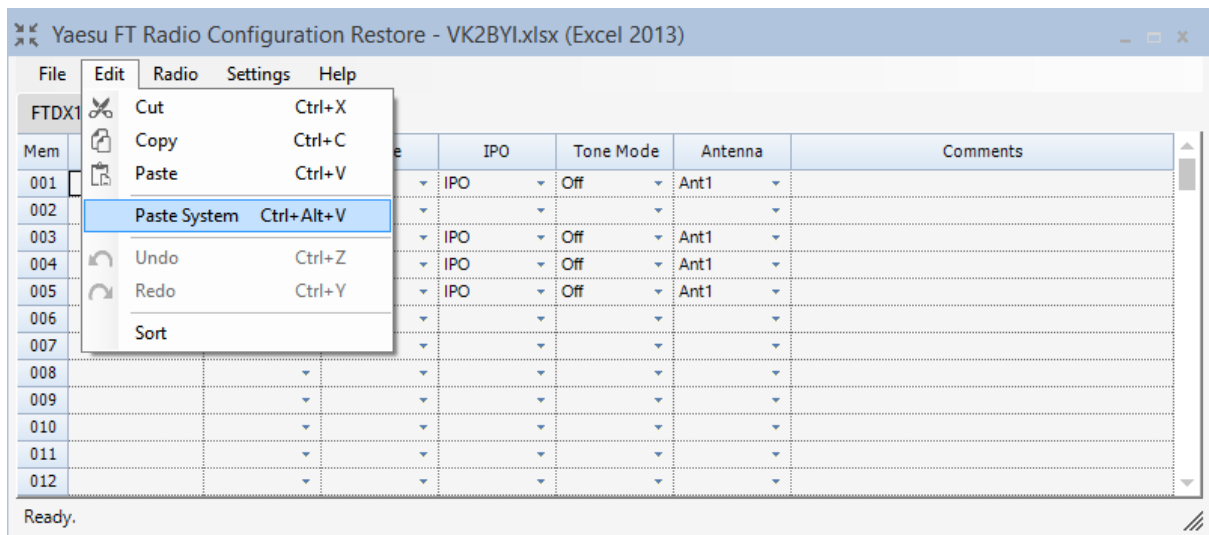 Yaesu FT Radio Configuration Restore - VK2BYI.xlsx (Excel 2013)
File Edit Radio Settings Help
FTDX1
Cut Ctrl+X
Copy Ctrl+C
Paste Ctrl+V
Paste System Ctrl+Alt+V
Undo Ctrl+Z
Redo Ctrl+Y
Sort
Mem e IPO Tone Mode Antenna Comments
001 IPO Off Ant1
002
003 IPO Off Ant1
004 IPO Off Ant1
005 IPO Off Ant1
006
007
008
009
010
011
012
Ready.